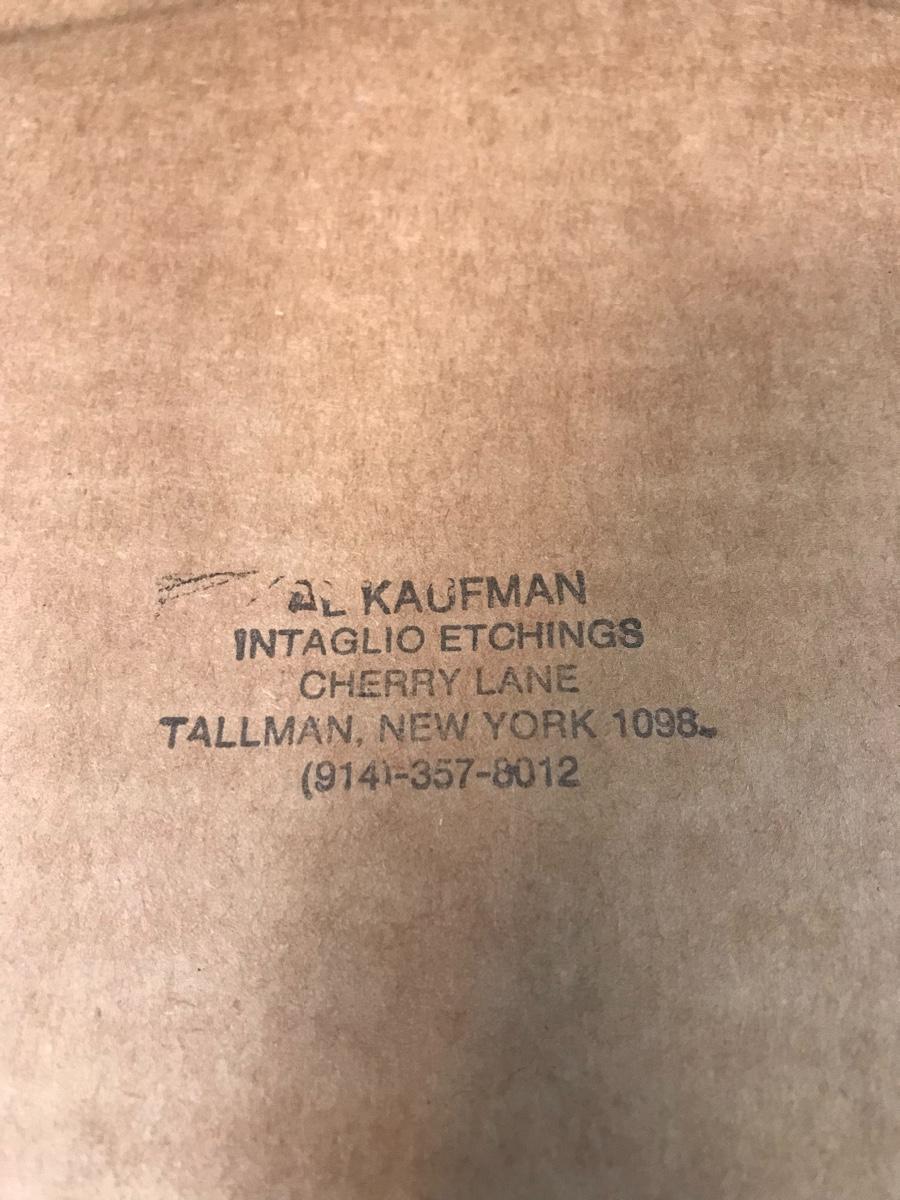 AL KAUFMAN
INTAGLIO ETCHINGS
CHERRY LANE
TALLMAN, NEW YORK
(914)-357-8012